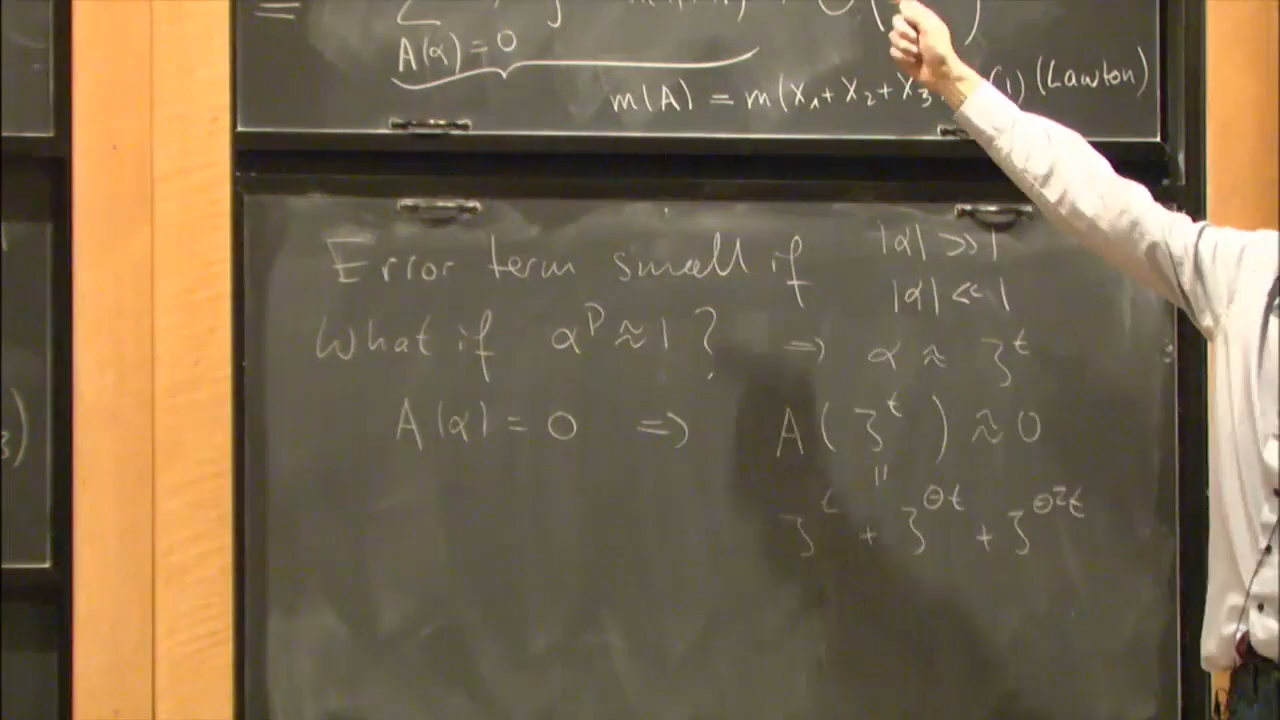 =
A(α)=0
m(A) = m(X₁+X₂+X₃ (1) (Lawton)
3)
Error term small if |α| >> 1
|α| << 1
What if α^p ≈ 1 ? => α ≈ ζ^t
A(α) = 0 => A( ζ^t ) ≈ 0
"
ζ^t + ζ^θt + ζ^θ²t